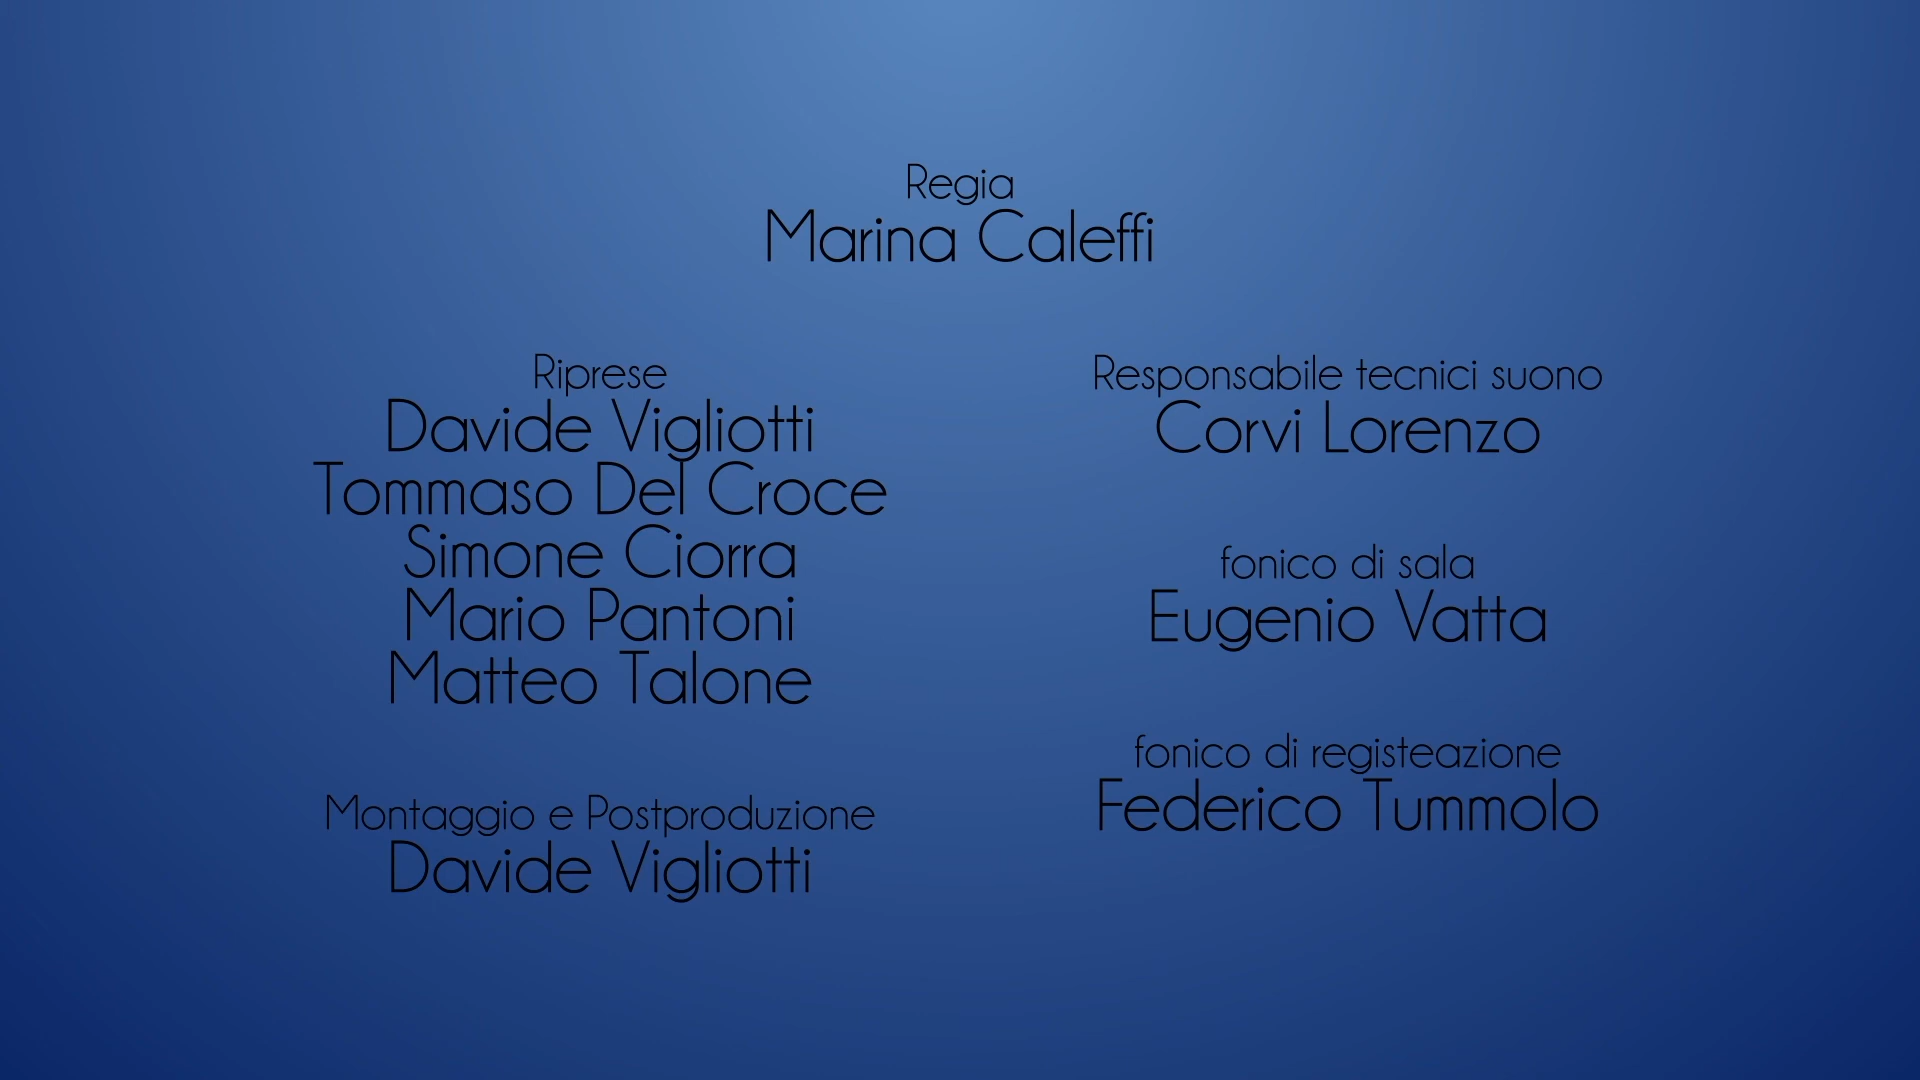 Regia
Marina Caleffi
Riprese
Davide Vigliotti
Tommaso Del Croce
Simone Ciorra
Mario Pantoni
Matteo Talone
Montaggio e Postproduzione
Davide Vigliotti
Responsabile tecnici suono
Corvi Lorenzo
fonico di sala
Eugenio Vatta
fonico di registeazione
Federico Tummolo